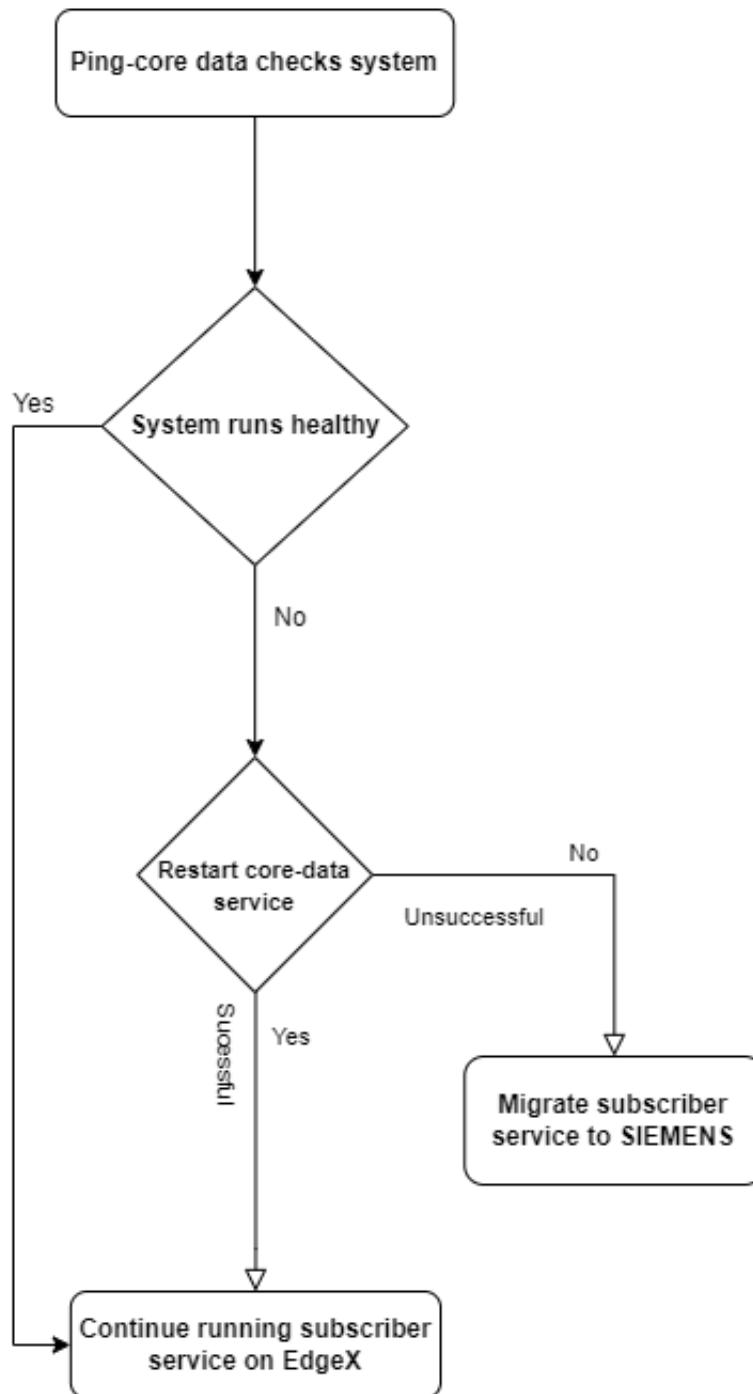 Ping-core data checks system
Yes
System runs healthy
No
Restart core-data
service
No
Unsuccessful
Sucessful
Yes
Migrate subscriber
service to SIEMENS
Continue running subscriber
service on EdgeX